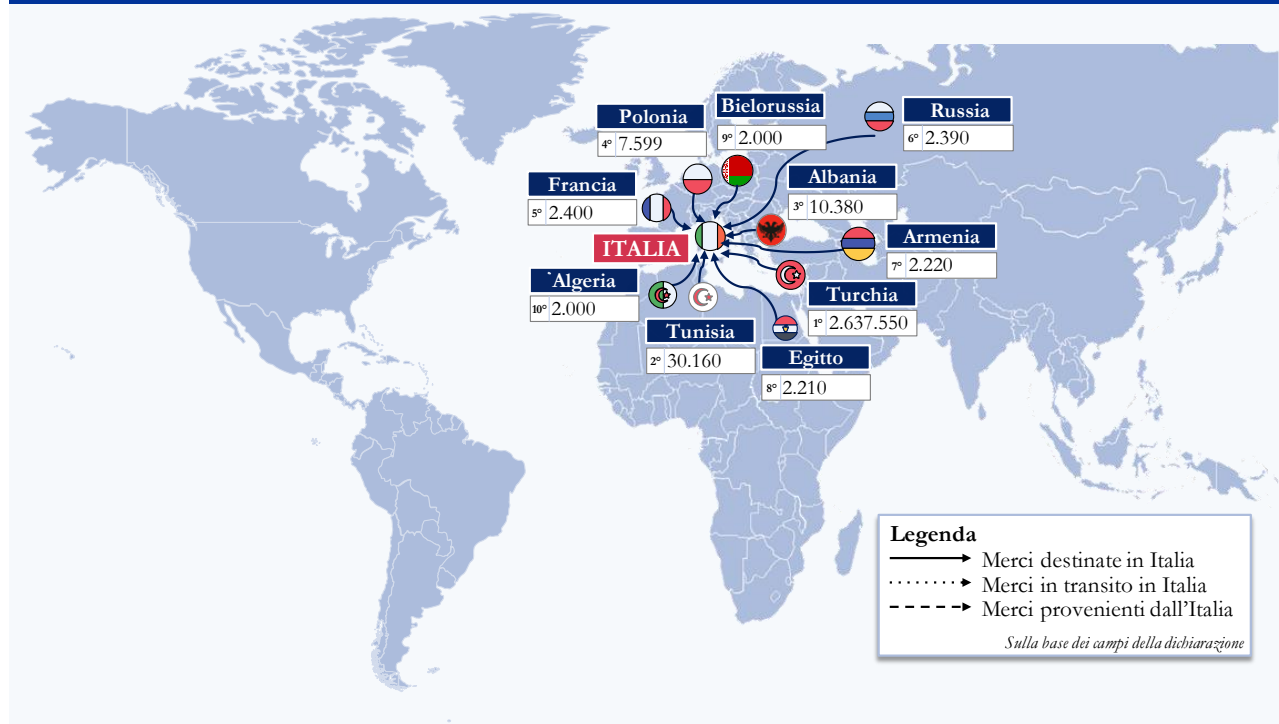 Polonia
4° 7.599
Bielorussia
9° 2.000
Russia
6° 2.390
Francia
5° 2.400
Albania
3° 10.380
ITALIA
Armenia
7° 2.220
`Algeria
10° 2.000
Turchia
1° 2.637.550
Tunisia
2° 30.160
Egitto
8° 2.210
Legenda
Merci destinate in Italia
Merci in transito in Italia
Merci provenienti dall'Italia
Sulla base dei campi della dichiarazione